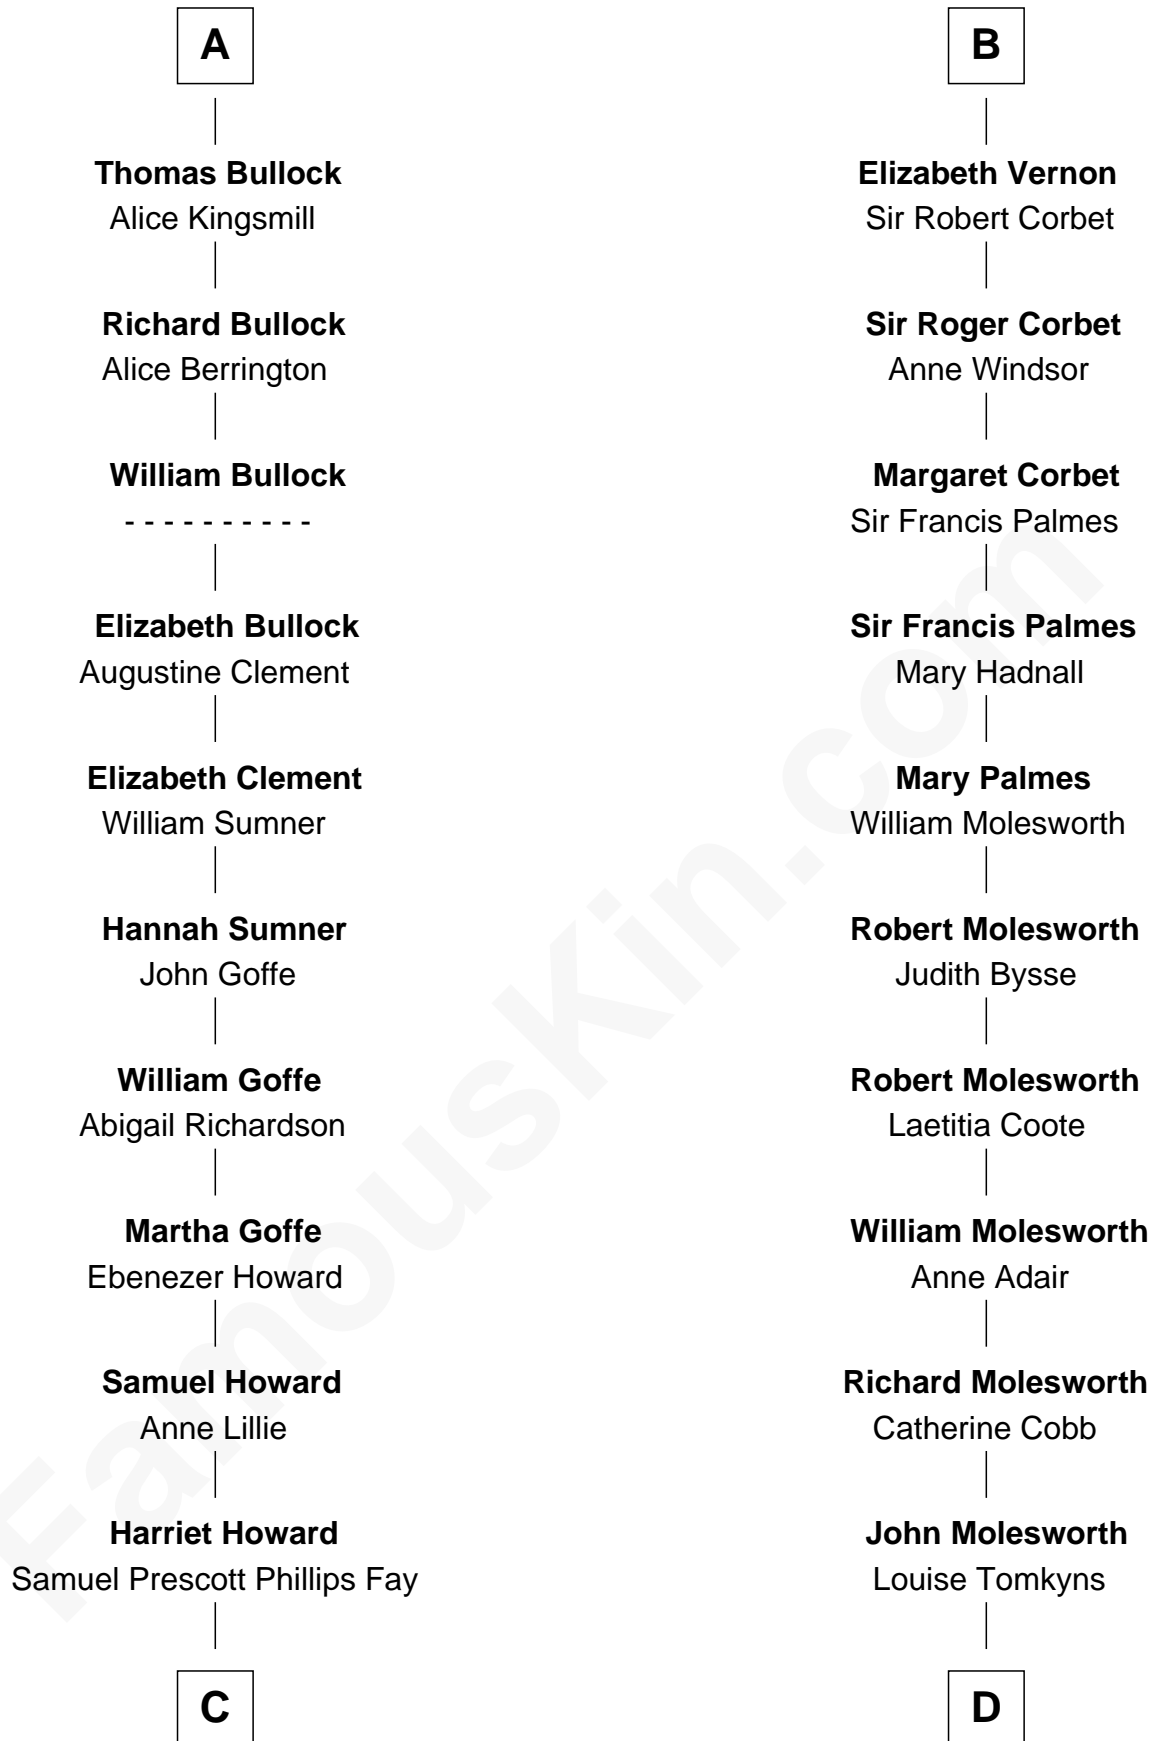 A
Thomas Bullock
Alice Kingsmill
Richard Bullock
Alice Berrington
William Bullock
- - - - - - - - - -
Elizabeth Bullock
Augustine Clement
Elizabeth Clement
William Sumner
Hannah Sumner
John Goffe
William Goffe
Abigail Richardson
Martha Goffe
Ebenezer Howard
Samuel Howard
Anne Lillie
Harriet Howard
Samuel Prescott Phillips Fay
C
B
Elizabeth Vernon
Sir Robert Corbet
Sir Roger Corbet
Anne Windsor
Margaret Corbet
Sir Francis Palmes
Sir Francis Palmes
Mary Hadnall
Mary Palmes
William Molesworth
Robert Molesworth
Judith Bysse
Robert Molesworth
Laetitia Coote
William Molesworth
Anne Adair
Richard Molesworth
Catherine Cobb
John Molesworth
Louise Tomkyns
D
FamousKin.com